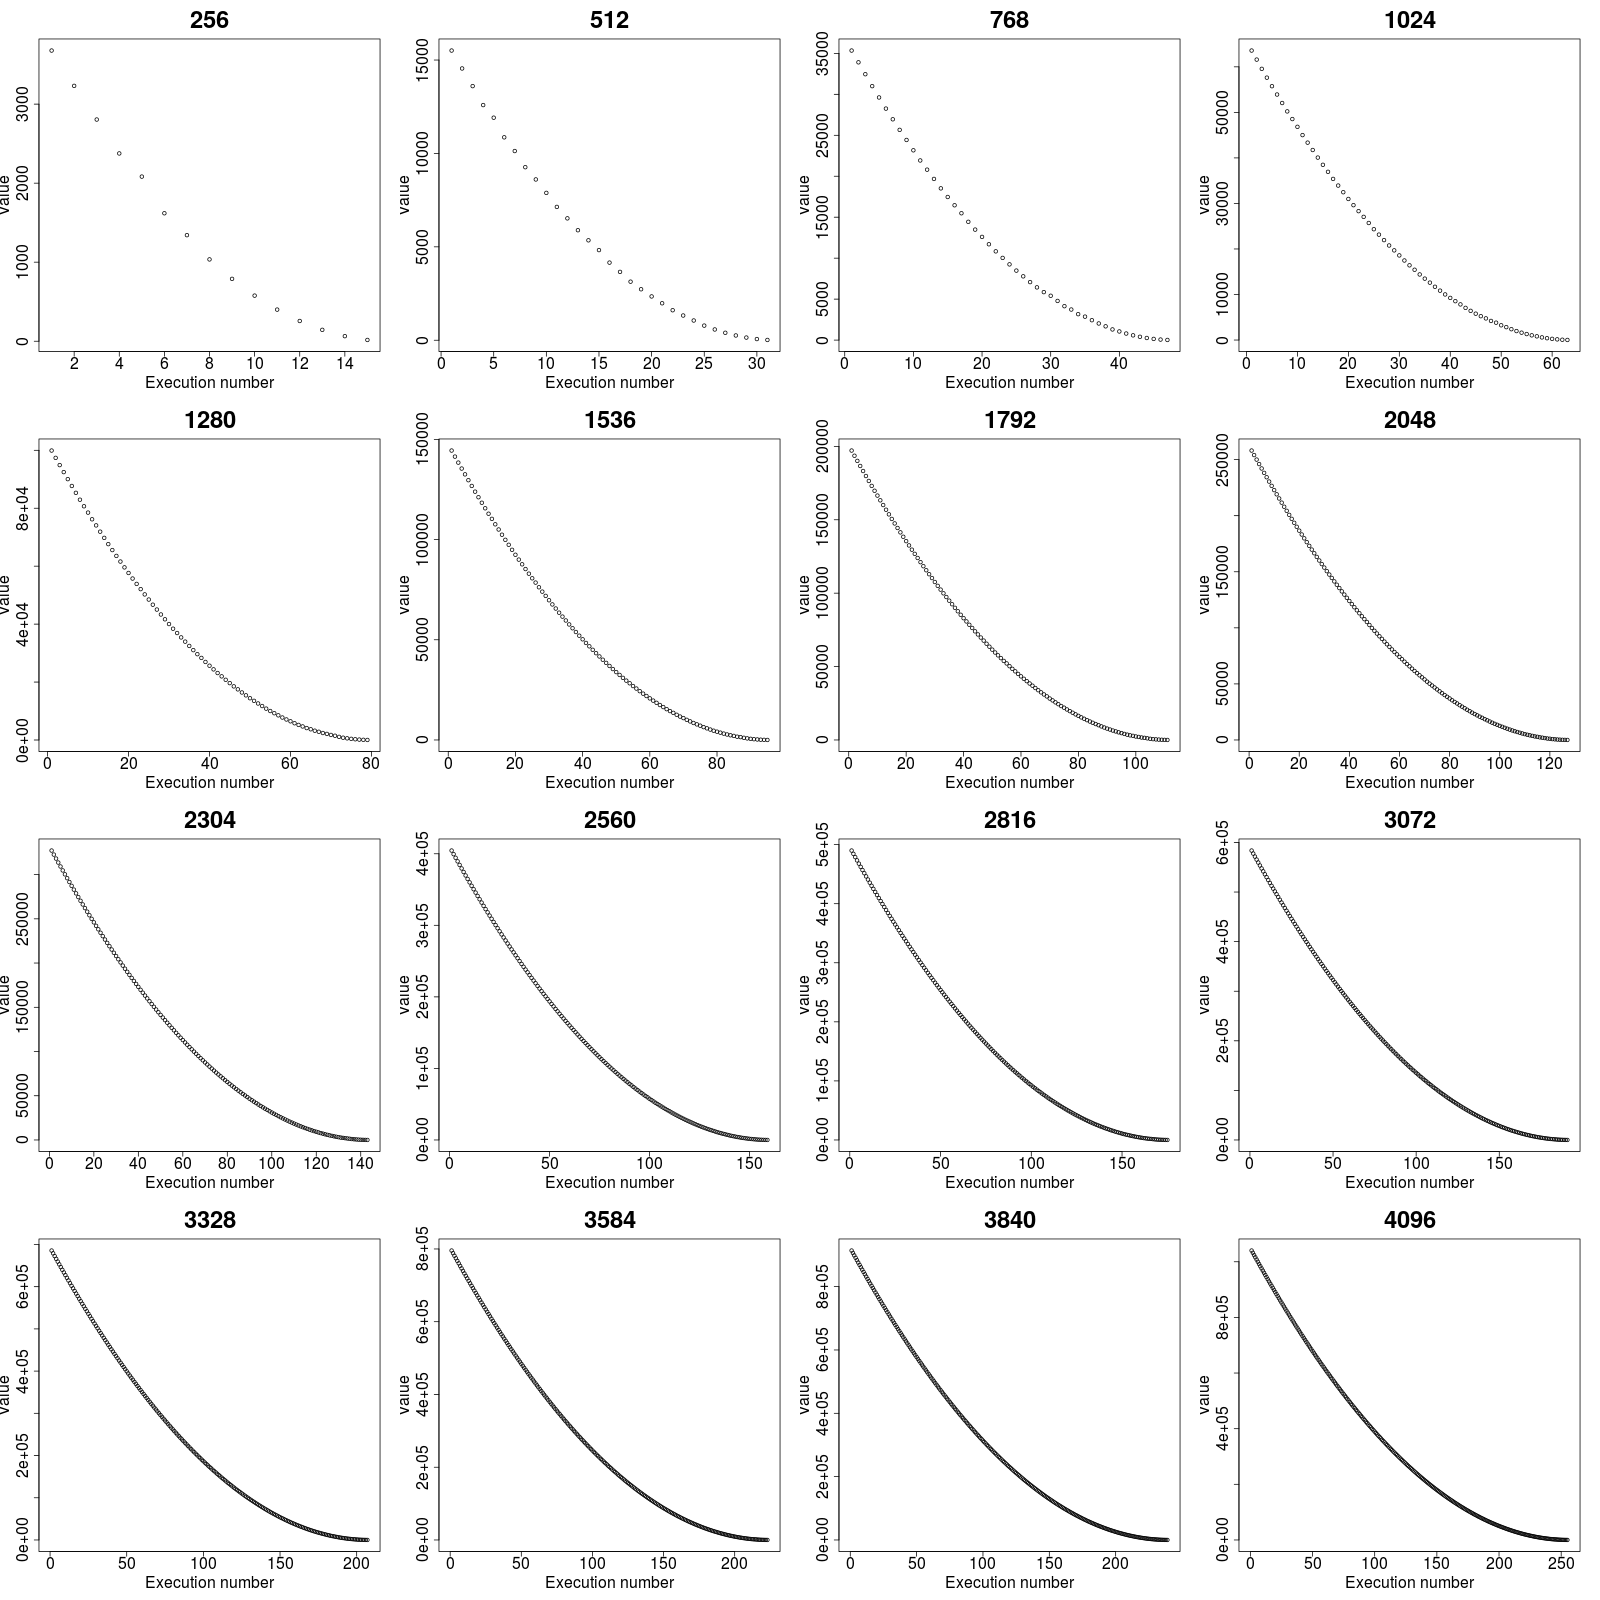 256
value
0 1000 2000 3000
2 4 6 8 10 12 14
Execution number
512
value
0 5000 10000 15000
0 5 10 15 20 25 30
Execution number
768
value
0 5000 15000 25000 35000
0 10 20 30 40
Execution number
1024
value
0 10000 30000 50000
0 10 20 30 40 50 60
Execution number
1280
value
0e+00 4e+04 8e+04
0 20 40 60 80
Execution number
1536
value
0 50000 100000 150000
0 20 40 60 80
Execution number
1792
value
0 50000 100000 150000 200000
0 20 40 60 80 100
Execution number
2048
value
0 50000 150000 250000
0 20 40 60 80 100 120
Execution number
2304
value
0 50000 150000 250000
0 20 40 60 80 100 120 140
Execution number
2560
value
0e+00 1e+05 2e+05 3e+05 4e+05
0 50 100 150
Execution number
2816
value
0e+00 1e+05 2e+05 3e+05 4e+05 5e+05
0 50 100 150
Execution number
3072
value
0e+00 2e+05 4e+05 6e+05
0 50 100 150
Execution number
3328
value
0e+00 2e+05 4e+05 6e+05
0 50 100 150 200
Execution number
3584
value
0e+00 2e+05 4e+05 6e+05 8e+05
0 50 100 150 200
Execution number
3840
value
0e+00 2e+05 4e+05 6e+05 8e+05
0 50 100 150 200
Execution number
4096
value
0e+00 4e+05 8e+05
0 50 100 150 200 250
Execution number